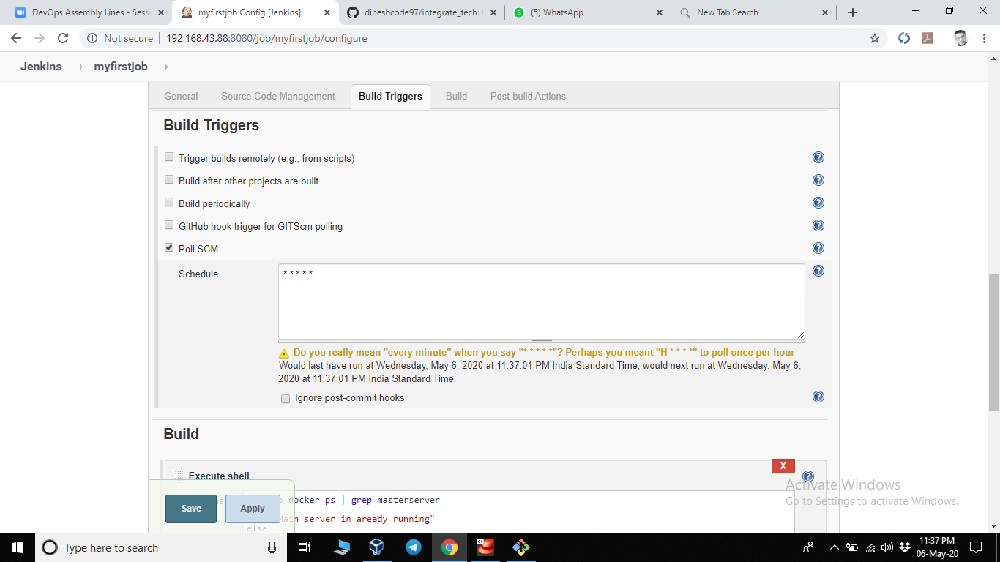 DevOps Assembly Lines - Sess
myfirstjob Config [Jenkins]
dineshcode97/integrate_tech:
(5) WhatsApp
New Tab Search
Not secure
192.168.43.88:8080/job/myfirstjob/configure
Jenkins
myfirstjob
General
Source Code Management
Build Triggers
Build
Post-build Actions
Build Triggers
Trigger builds remotely (e.g., from scripts)
Build after other projects are built
Build periodically
GitHub hook trigger for GITScm polling
Poll SCM
Schedule
* * * * *
Do you really mean "every minute" when you say "* * * * *"? Perhaps you meant "H * * * *" to poll once per hour
Would last have run at Wednesday, May 6, 2020 at 11:37:01 PM India Standard Time; would next run at Wednesday, May 6,
2020 at 11:37:01 PM India Standard Time.
Ignore post-commit hooks
Build
X
Execute shell
docker ps | grep masterserver
server in aready running"
else
Save
Apply
Activate Windows
Go to Settings to activate Windows.
Type here to search
11:37 PM
06-May-20